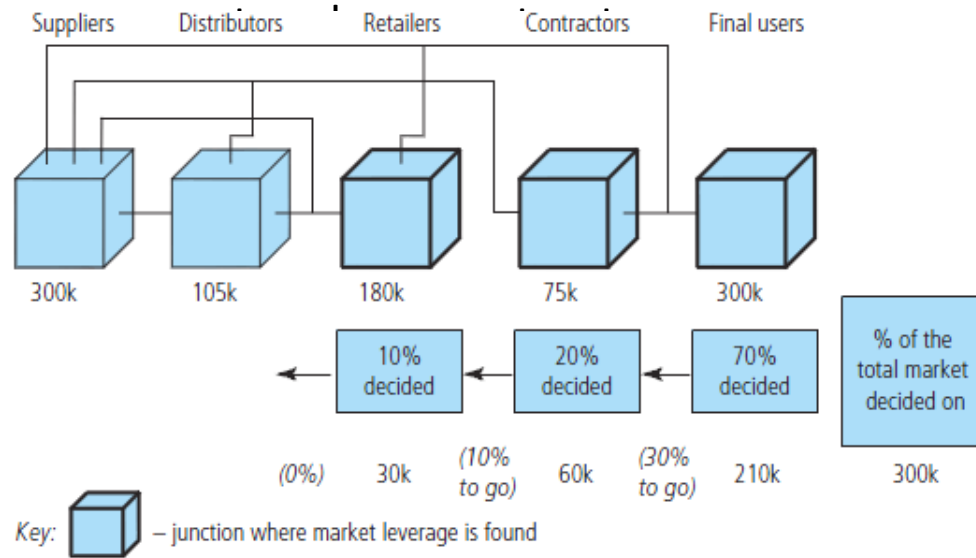 Suppliers Distributors Retailers Contractors Final users
300k 105k 180k 75k 300k
10%
decided
20%
decided
70%
decided
% of the
total market
decided on
(0%) 30k (10%
to go) 60k (30%
to go) 210k 300k
Key: – junction where market leverage is found